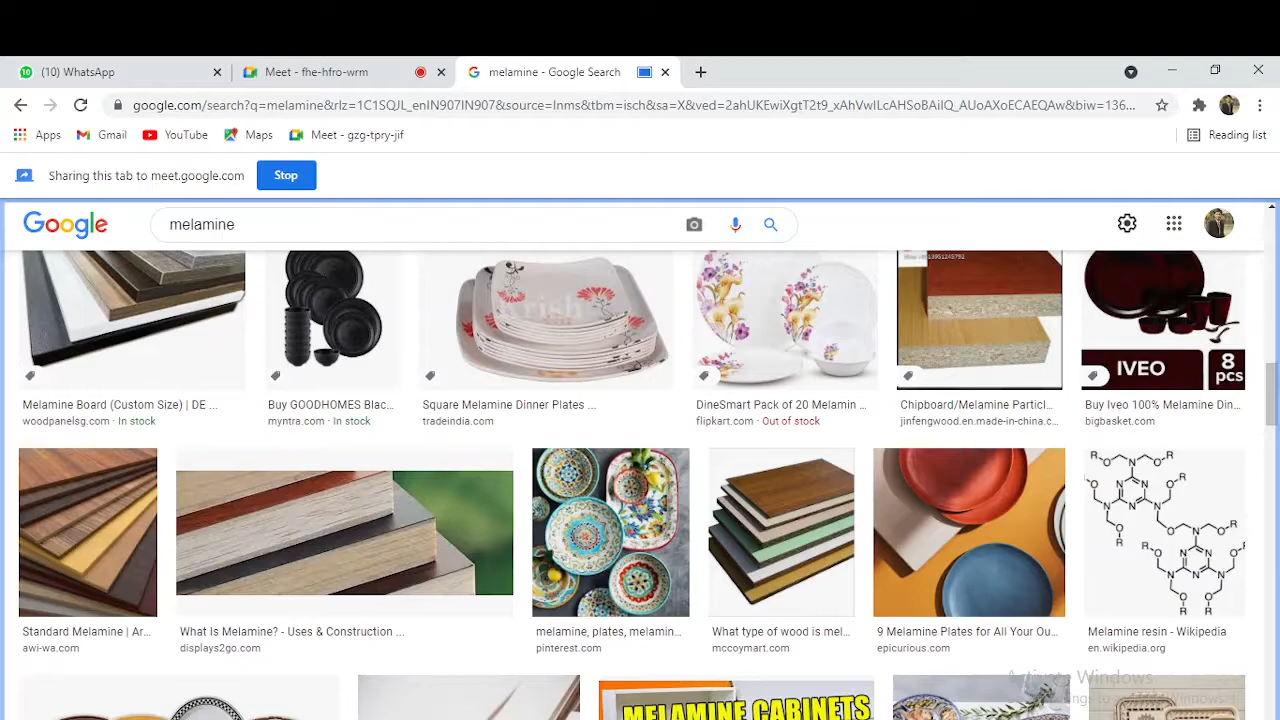 (10) WhatsApp
Meet - fhe-hfro-wrm
melamine - Google Search
google.com/search?q=melamine&rlz=1C1SQJL_enIN907IN907&source=lnms&tbm=isch&sa=X&ved=2ahUKEwiXgtT2t9_xAhVwILcAHSoBAiIQ_AUoAXoECAEQAw&biw=136...
Apps
Gmail
YouTube
Maps
Meet - gzg-tpry-jif
Reading list
Sharing this tab to meet.google.com
Stop
Google
melamine
IVEO
8
pcs
Melamine Board (Custom Size) | DE ...
woodpanelsg.com · In stock
Buy GOODHOMES Blac...
myntra.com · In stock
Square Melamine Dinner Plates ...
tradeindia.com
DineSmart Pack of 20 Melamin ...
flipkart.com · Out of stock
Chipboard/Melamine Particl...
jinfengwood.en.made-in-china.c...
Buy Iveo 100% Melamine Din...
bigbasket.com
R
R
R
R
R
R
R
N
N
N
N
N
N
O
O
O
O
O
O
Standard Melamine | Ar...
awi-wa.com
What Is Melamine? - Uses & Construction ...
displays2go.com
melamine, plates, melamin...
pinterest.com
What type of wood is mel...
mccoymart.com
9 Melamine Plates for All Your Ou...
epicurious.com
Melamine resin - Wikipedia
en.wikipedia.org
Activate Windows
MELAMINE CABINETS